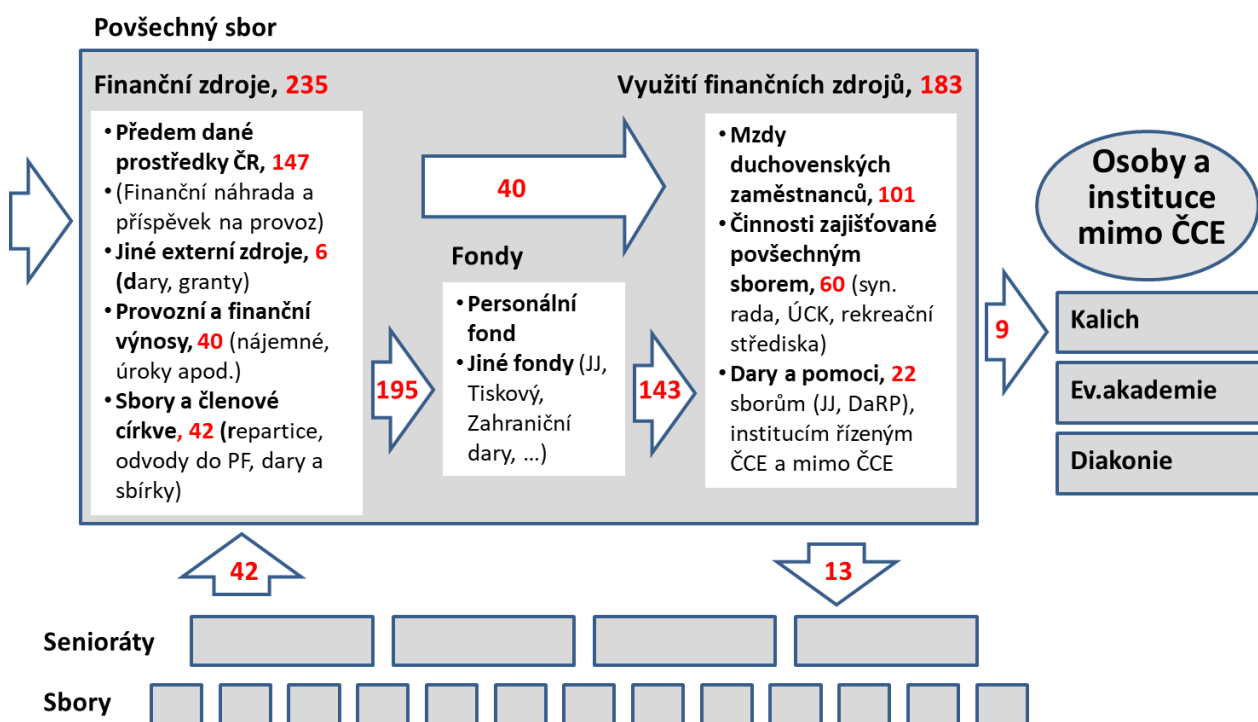 Povšechný sbor
Finanční zdroje, 235
• Předem dané
prostředky ČR, 147
• (Finanční náhrada a
příspěvek na provoz)
• Jiné externí zdroje, 6
(dary, granty)
• Provozní a finanční
výnosy, 40 (nájemné,
úroky apod.)
• Sbory a členové
církve, 42 (repartice,
odvody do PF, dary a
sbírky)
40
195
Fondy
• Personální
fond
• Jiné fondy (JJ,
Tiskový,
Zahraniční
dary, ...)
143
Využití finančních zdrojů, 183
• Mzdy
duchovenských
zaměstnanců, 101
• Činnosti zajišťované
povšechným
sborem, 60 (syn.
rada, ÚCK, rekreační
střediska)
• Dary a pomoci, 22
sborům (JJ, DaRP),
institucím řízeným
ČCE a mimo ČCE
9
Osoby a
instituce
mimo ČCE
Kalich
Ev.akademie
Diakonie
42
13
Senioráty
Sbory